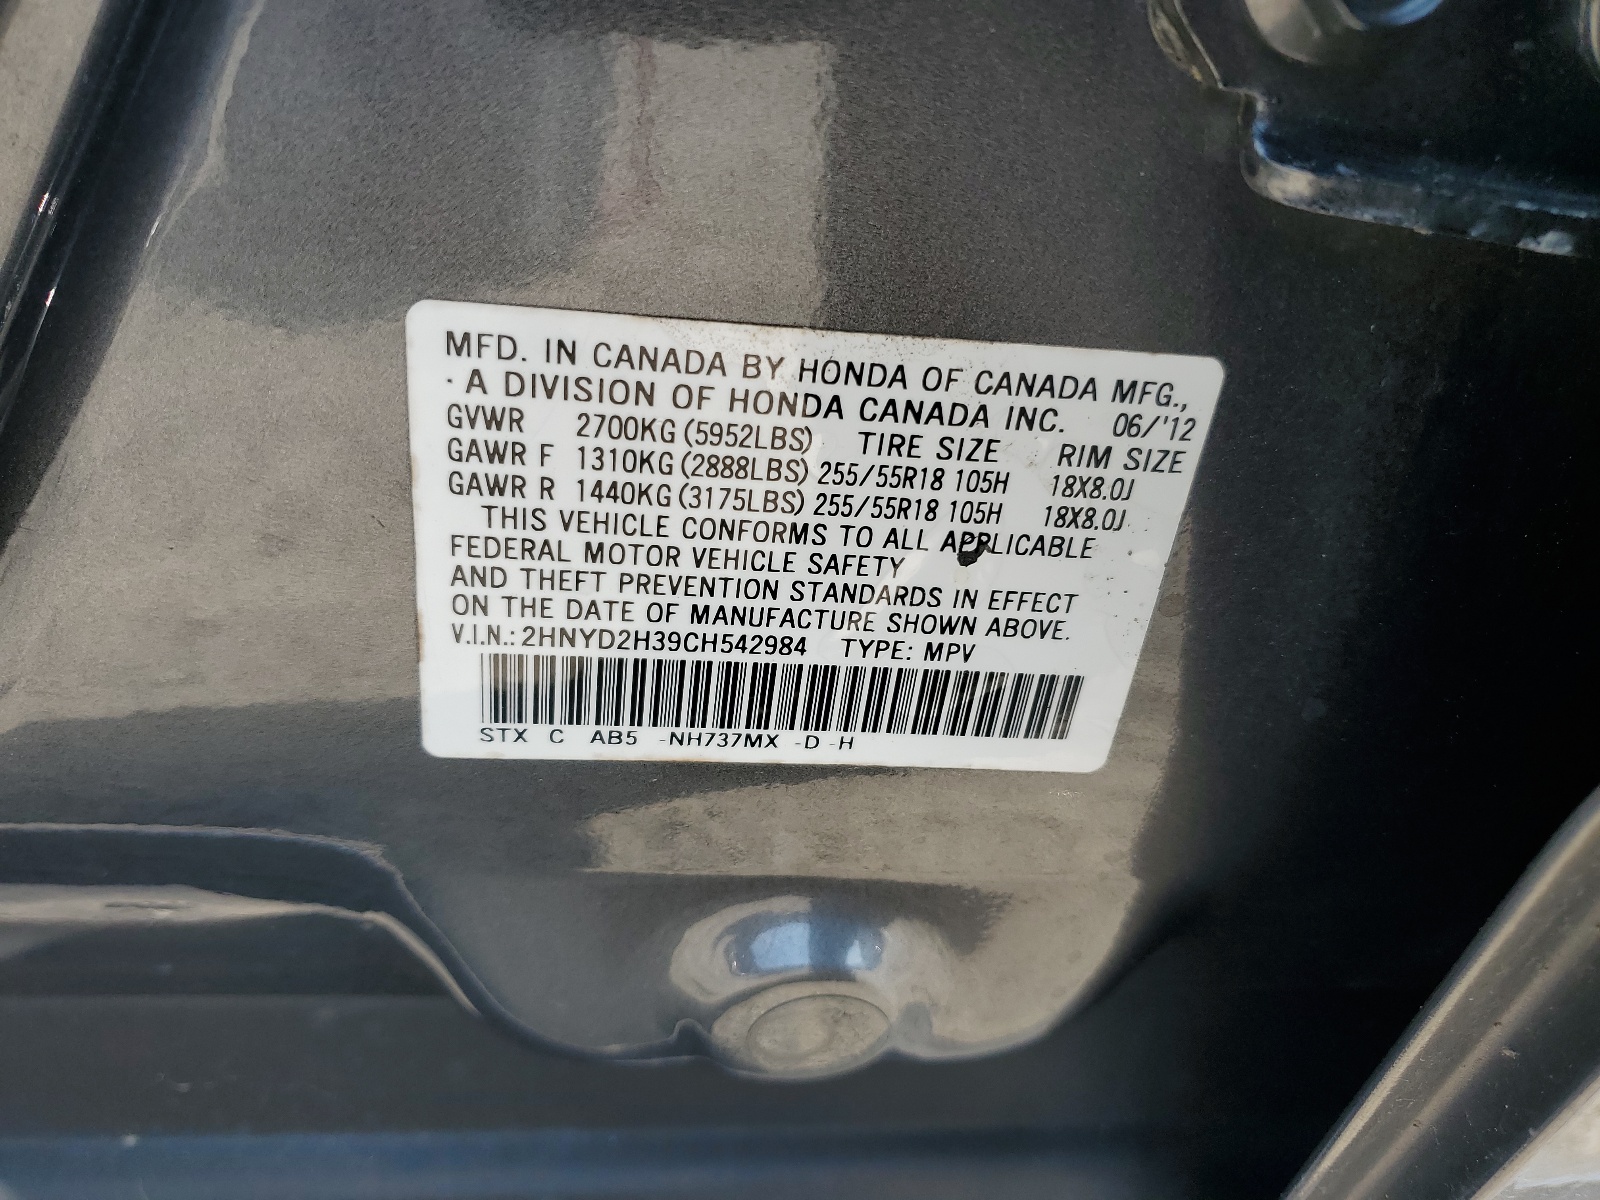 MFD. IN CANADA BY HONDA OF CANADA MFG.,
· A DIVISION OF HONDA CANADA INC. 06/'12
GVWR 2700KG (5952LBS) TIRE SIZE RIM SIZE
GAWR F 1310KG (2888LBS) 255/55R18 105H 18X8.0J
GAWR R 1440KG (3175LBS) 255/55R18 105H 18X8.0J
THIS VEHICLE CONFORMS TO ALL APPLICABLE
FEDERAL MOTOR VEHICLE SAFETY
AND THEFT PREVENTION STANDARDS IN EFFECT
ON THE DATE OF MANUFACTURE SHOWN ABOVE.
V.I.N.: 2HNYD2H39CH542984 TYPE: MPV
STX C AB5 -NH737MX -D -H